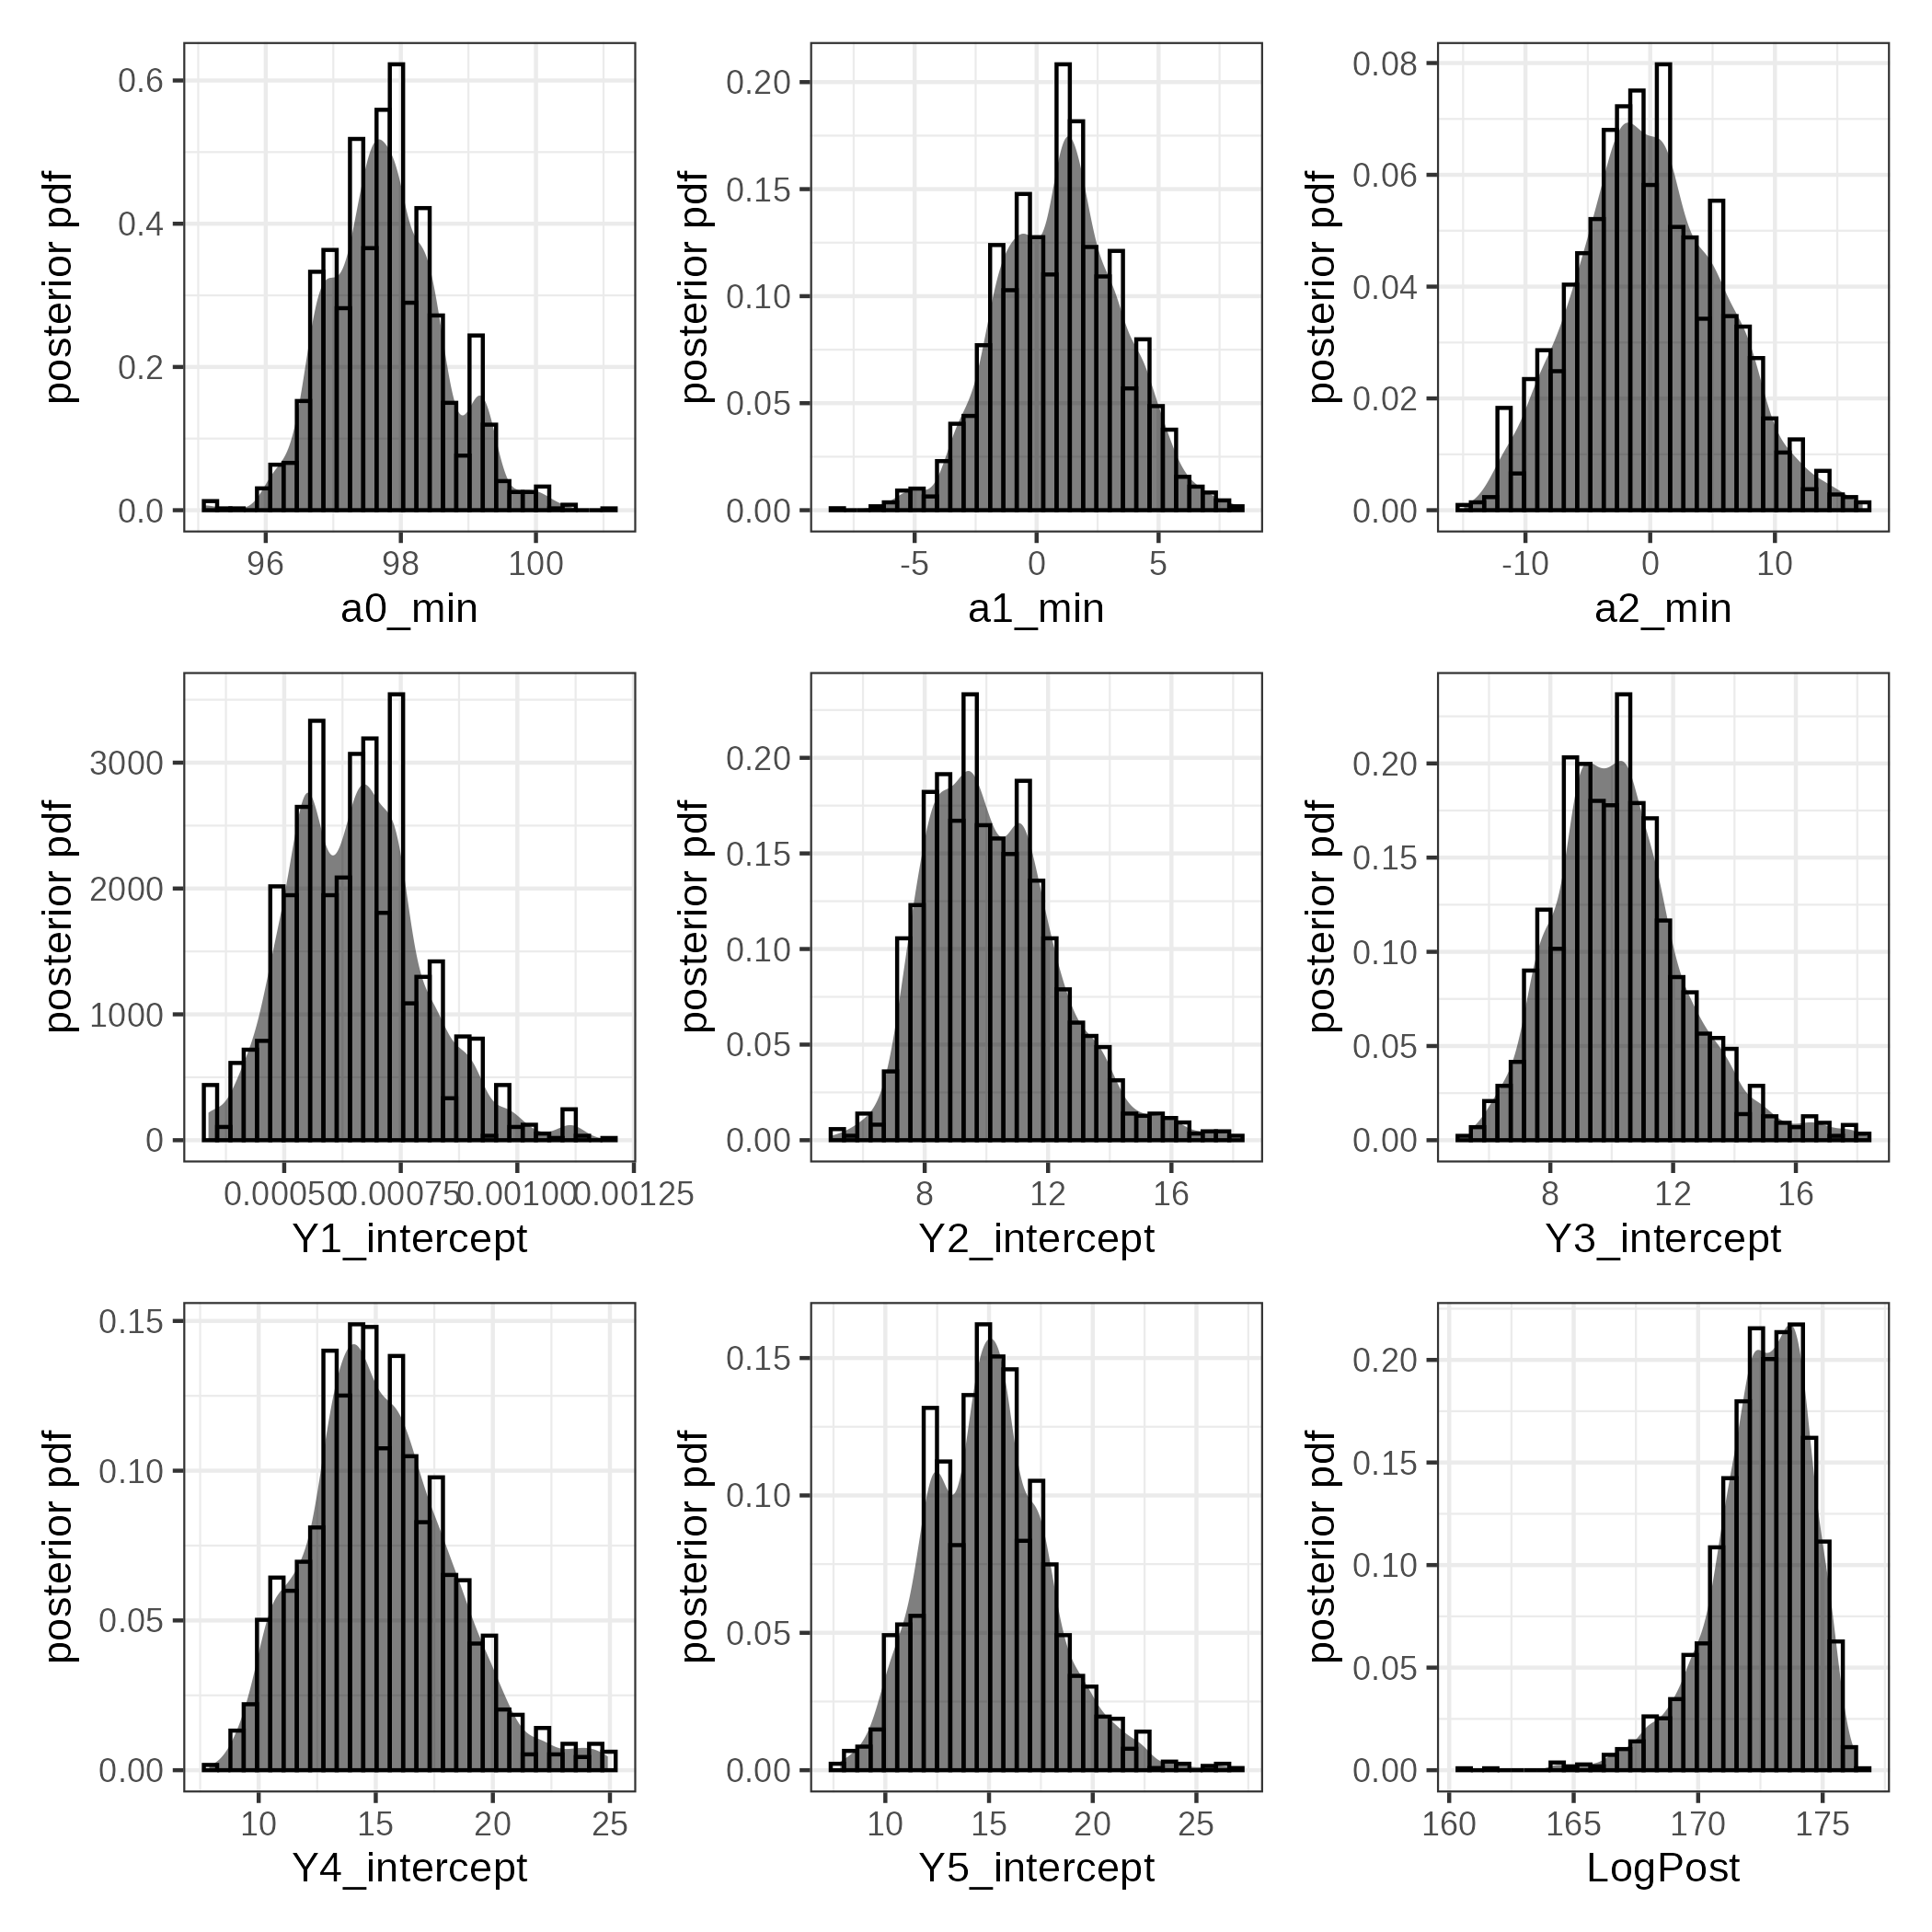 posterior pdf
0.6
0.4
0.2
0.0
96 98 100
a0_min
posterior pdf
0.20
0.15
0.10
0.05
0.00
-5 0 5
a1_min
posterior pdf
0.08
0.06
0.04
0.02
0.00
-10 0 10
a2_min
posterior pdf
3000
2000
1000
0
0.00050 0.00075 0.00100 0.00125
Y1_intercept
posterior pdf
0.20
0.15
0.10
0.05
0.00
8 12 16
Y2_intercept
posterior pdf
0.20
0.15
0.10
0.05
0.00
8 12 16
Y3_intercept
posterior pdf
0.15
0.10
0.05
0.00
10 15 20 25
Y4_intercept
posterior pdf
0.15
0.10
0.05
0.00
10 15 20 25
Y5_intercept
posterior pdf
0.20
0.15
0.10
0.05
0.00
160 165 170 175
LogPost